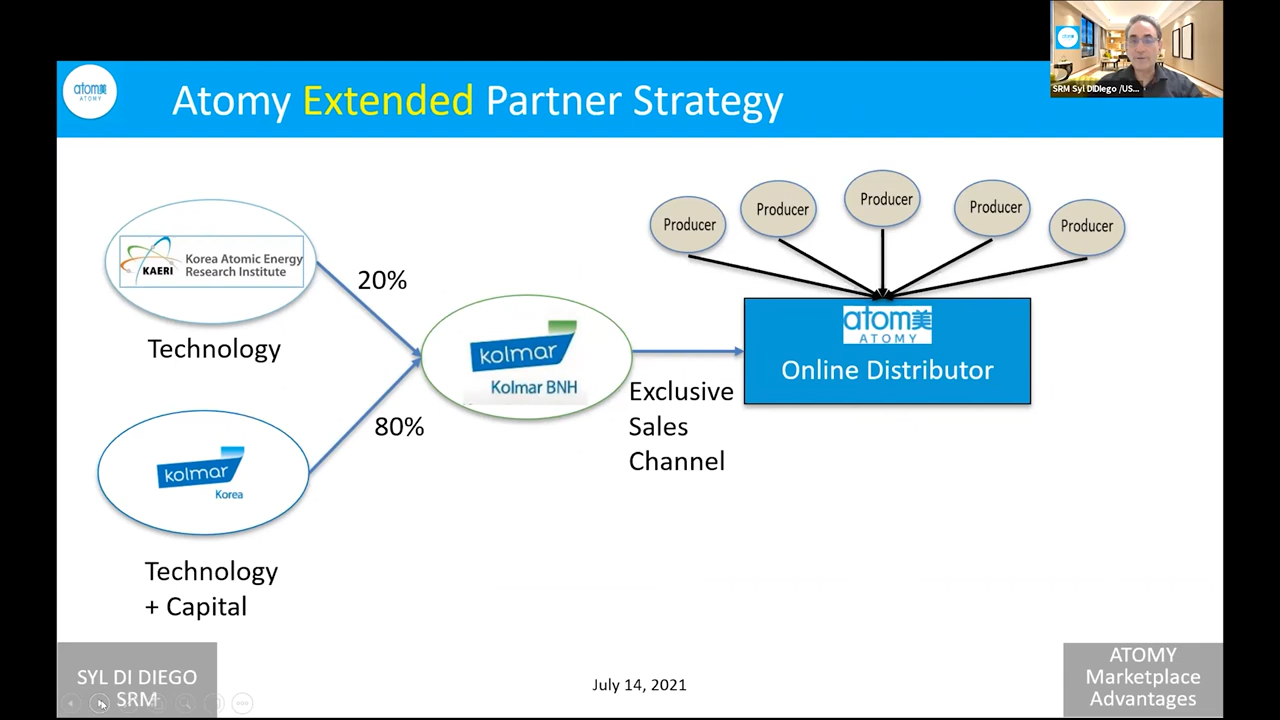 atom美
ATOMY
Atomy Extended Partner Strategy
SRM Syl DiDiego /US...
KAERI
Korea Atomic Energy
Research Institute
Technology
20%
kolmar
Korea
Technology
+ Capital
80%
kolmar
Kolmar BNH
Exclusive
Sales
Channel
Producer
Producer
Producer
Producer
Producer
atom美
ATOMY
Online Distributor
SYL DI DIEGO
SRM
July 14, 2021
ATOMY
Marketplace
Advantages